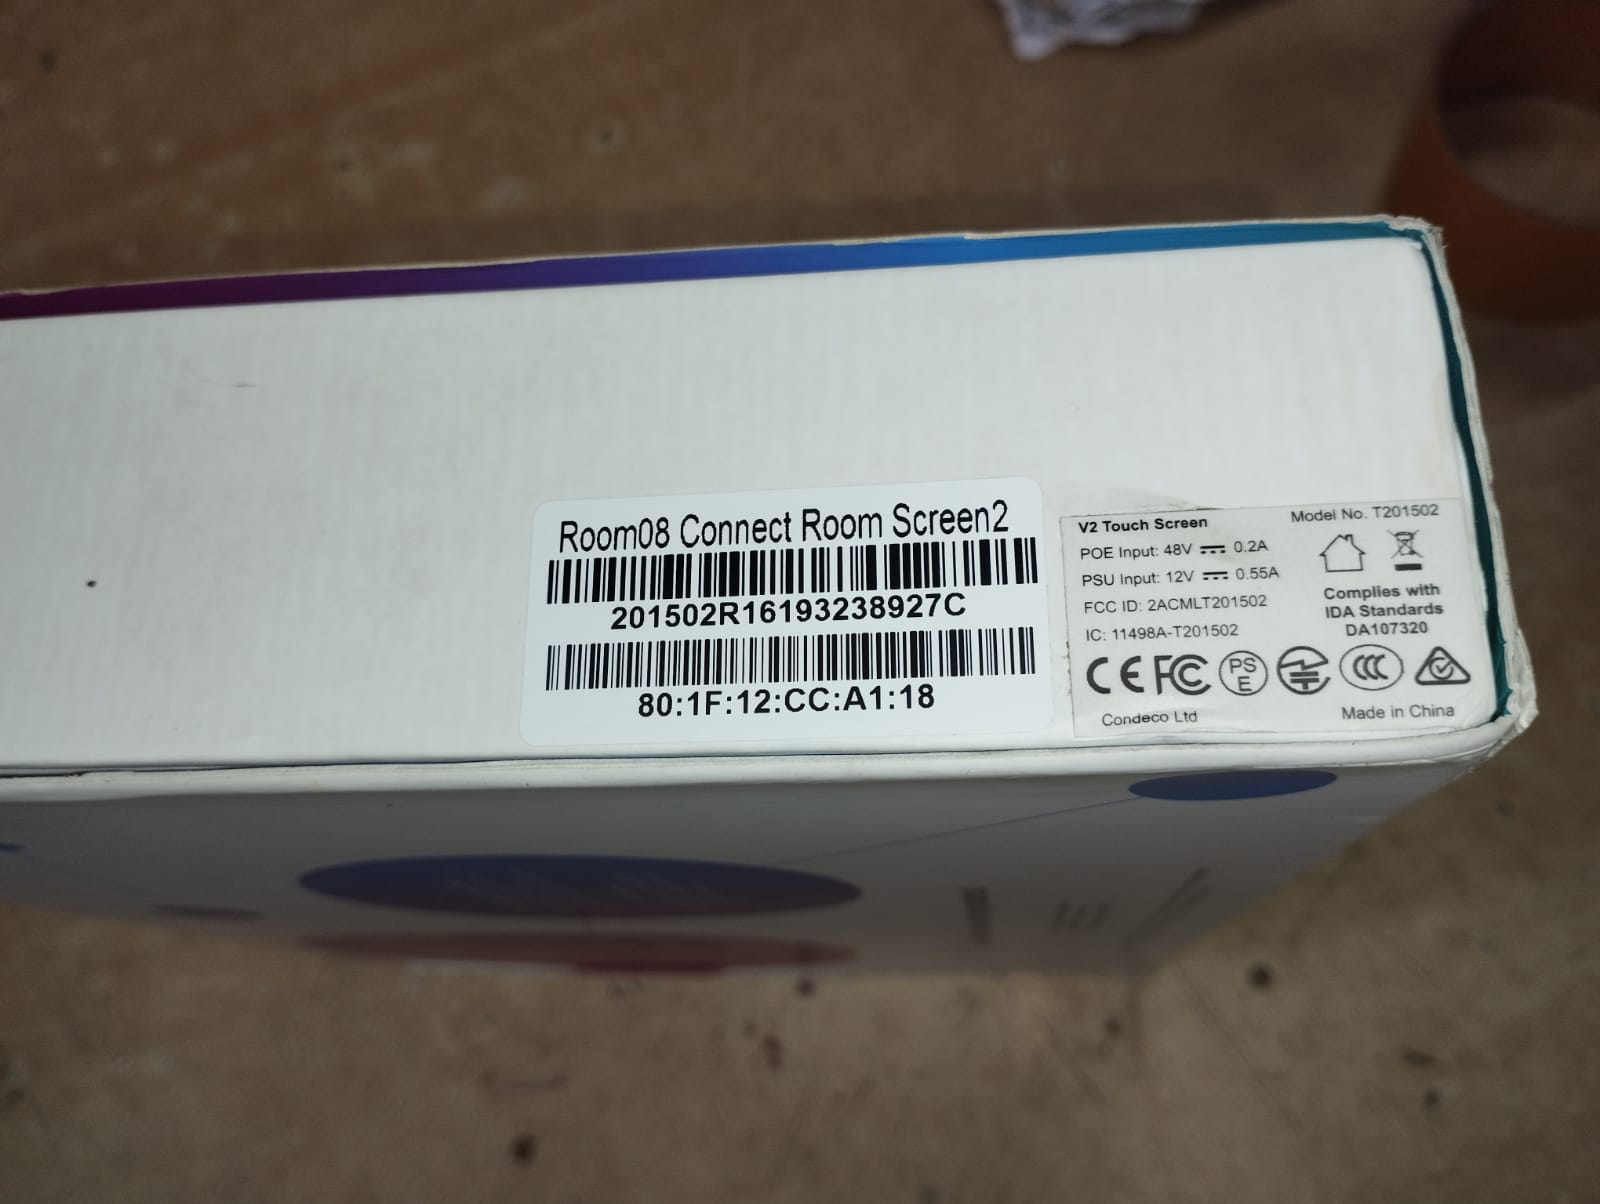 Room08 Connect Room Screen2
201502R16193238927C
80:1F:12:CC:A1:18
V2 Touch Screen
Model No. T201502
POE Input: 48V ⎓ 0.2A
PSU Input: 12V ⎓ 0.55A
FCC ID: 2ACMLT201502
IC: 11498A-T201502
Complies with
IDA Standards
DA107320
CE FC PS E CCC
Condeco Ltd
Made in China